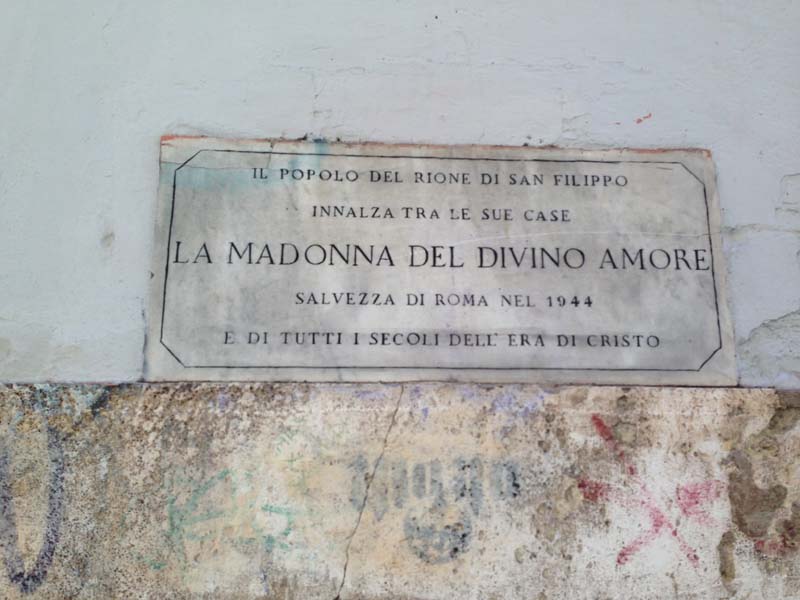 IL POPOLO DEL RIONE DI SAN FILIPPO
INNALZA TRA LE SUE CASE
LA MADONNA DEL DIVINO AMORE
SALVEZZA DI ROMA NEL 1944
E DI TUTTI I SECOLI DELL' ERA DI CRISTO